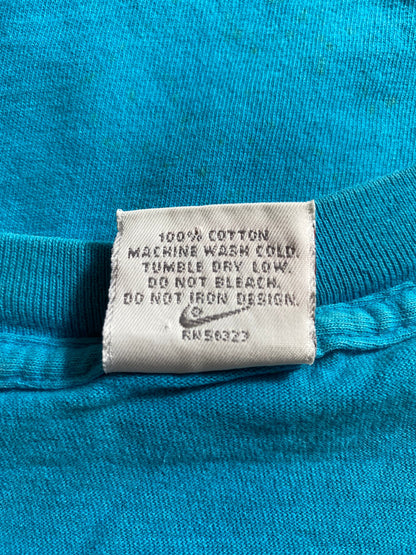 100% COTTON
MACHINE WASH COLD.
TUMBLE DRY LOW.
DO NOT BLEACH.
DO NOT IRON DESIGN.
RN56323